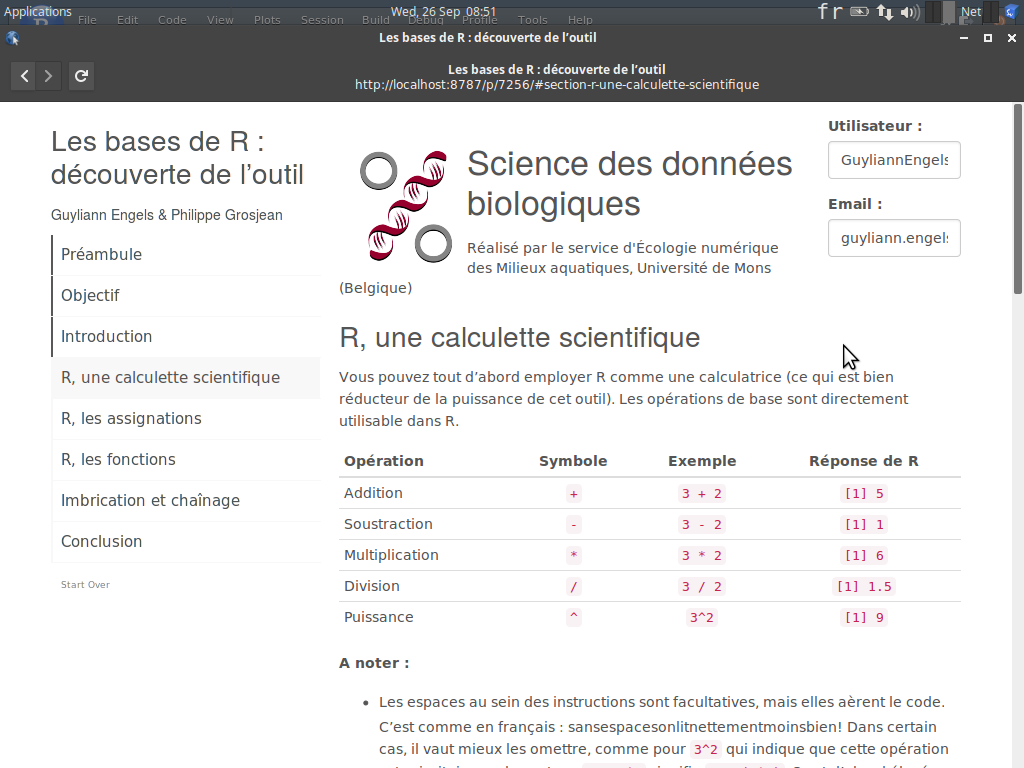 Applications
File Edit Code View Plots Session Build Debug Profile Tools Help
Wed, 26 Sep 08:51
fr
Net
Les bases de R : découverte de l’outil
Les bases de R : découverte de l’outil
http://localhost:8787/p/7256/#section-r-une-calculette-scientifique
Les bases de R :
découverte de l’outil
Guyliann Engels & Philippe Grosjean
Préambule
Objectif
Introduction
R, une calculette scientifique
R, les assignations
R, les fonctions
Imbrication et chaînage
Conclusion
Start Over
Science des données
biologiques
Réalisé par le service d'Écologie numérique
des Milieux aquatiques, Université de Mons
(Belgique)
Utilisateur :
GuyliannEngels
Email :
guyliann.engels
R, une calculette scientifique
Vous pouvez tout d’abord employer R comme une calculatrice (ce qui est bien
réducteur de la puissance de cet outil). Les opérations de base sont directement
utilisable dans R.
Opération Symbole Exemple Réponse de R
Addition + 3 + 2 [1] 5
Soustraction - 3 - 2 [1] 1
Multiplication * 3 * 2 [1] 6
Division / 3 / 2 [1] 1.5
Puissance ^ 3^2 [1] 9
A noter :
• Les espaces au sein des instructions sont facultatives, mais elles aèrent le code.
C’est comme en français : sansespacesonlitnettementmoinsbien! Dans certain
cas, il vaut mieux les omettre, comme pour 3^2 qui indique que cette opération